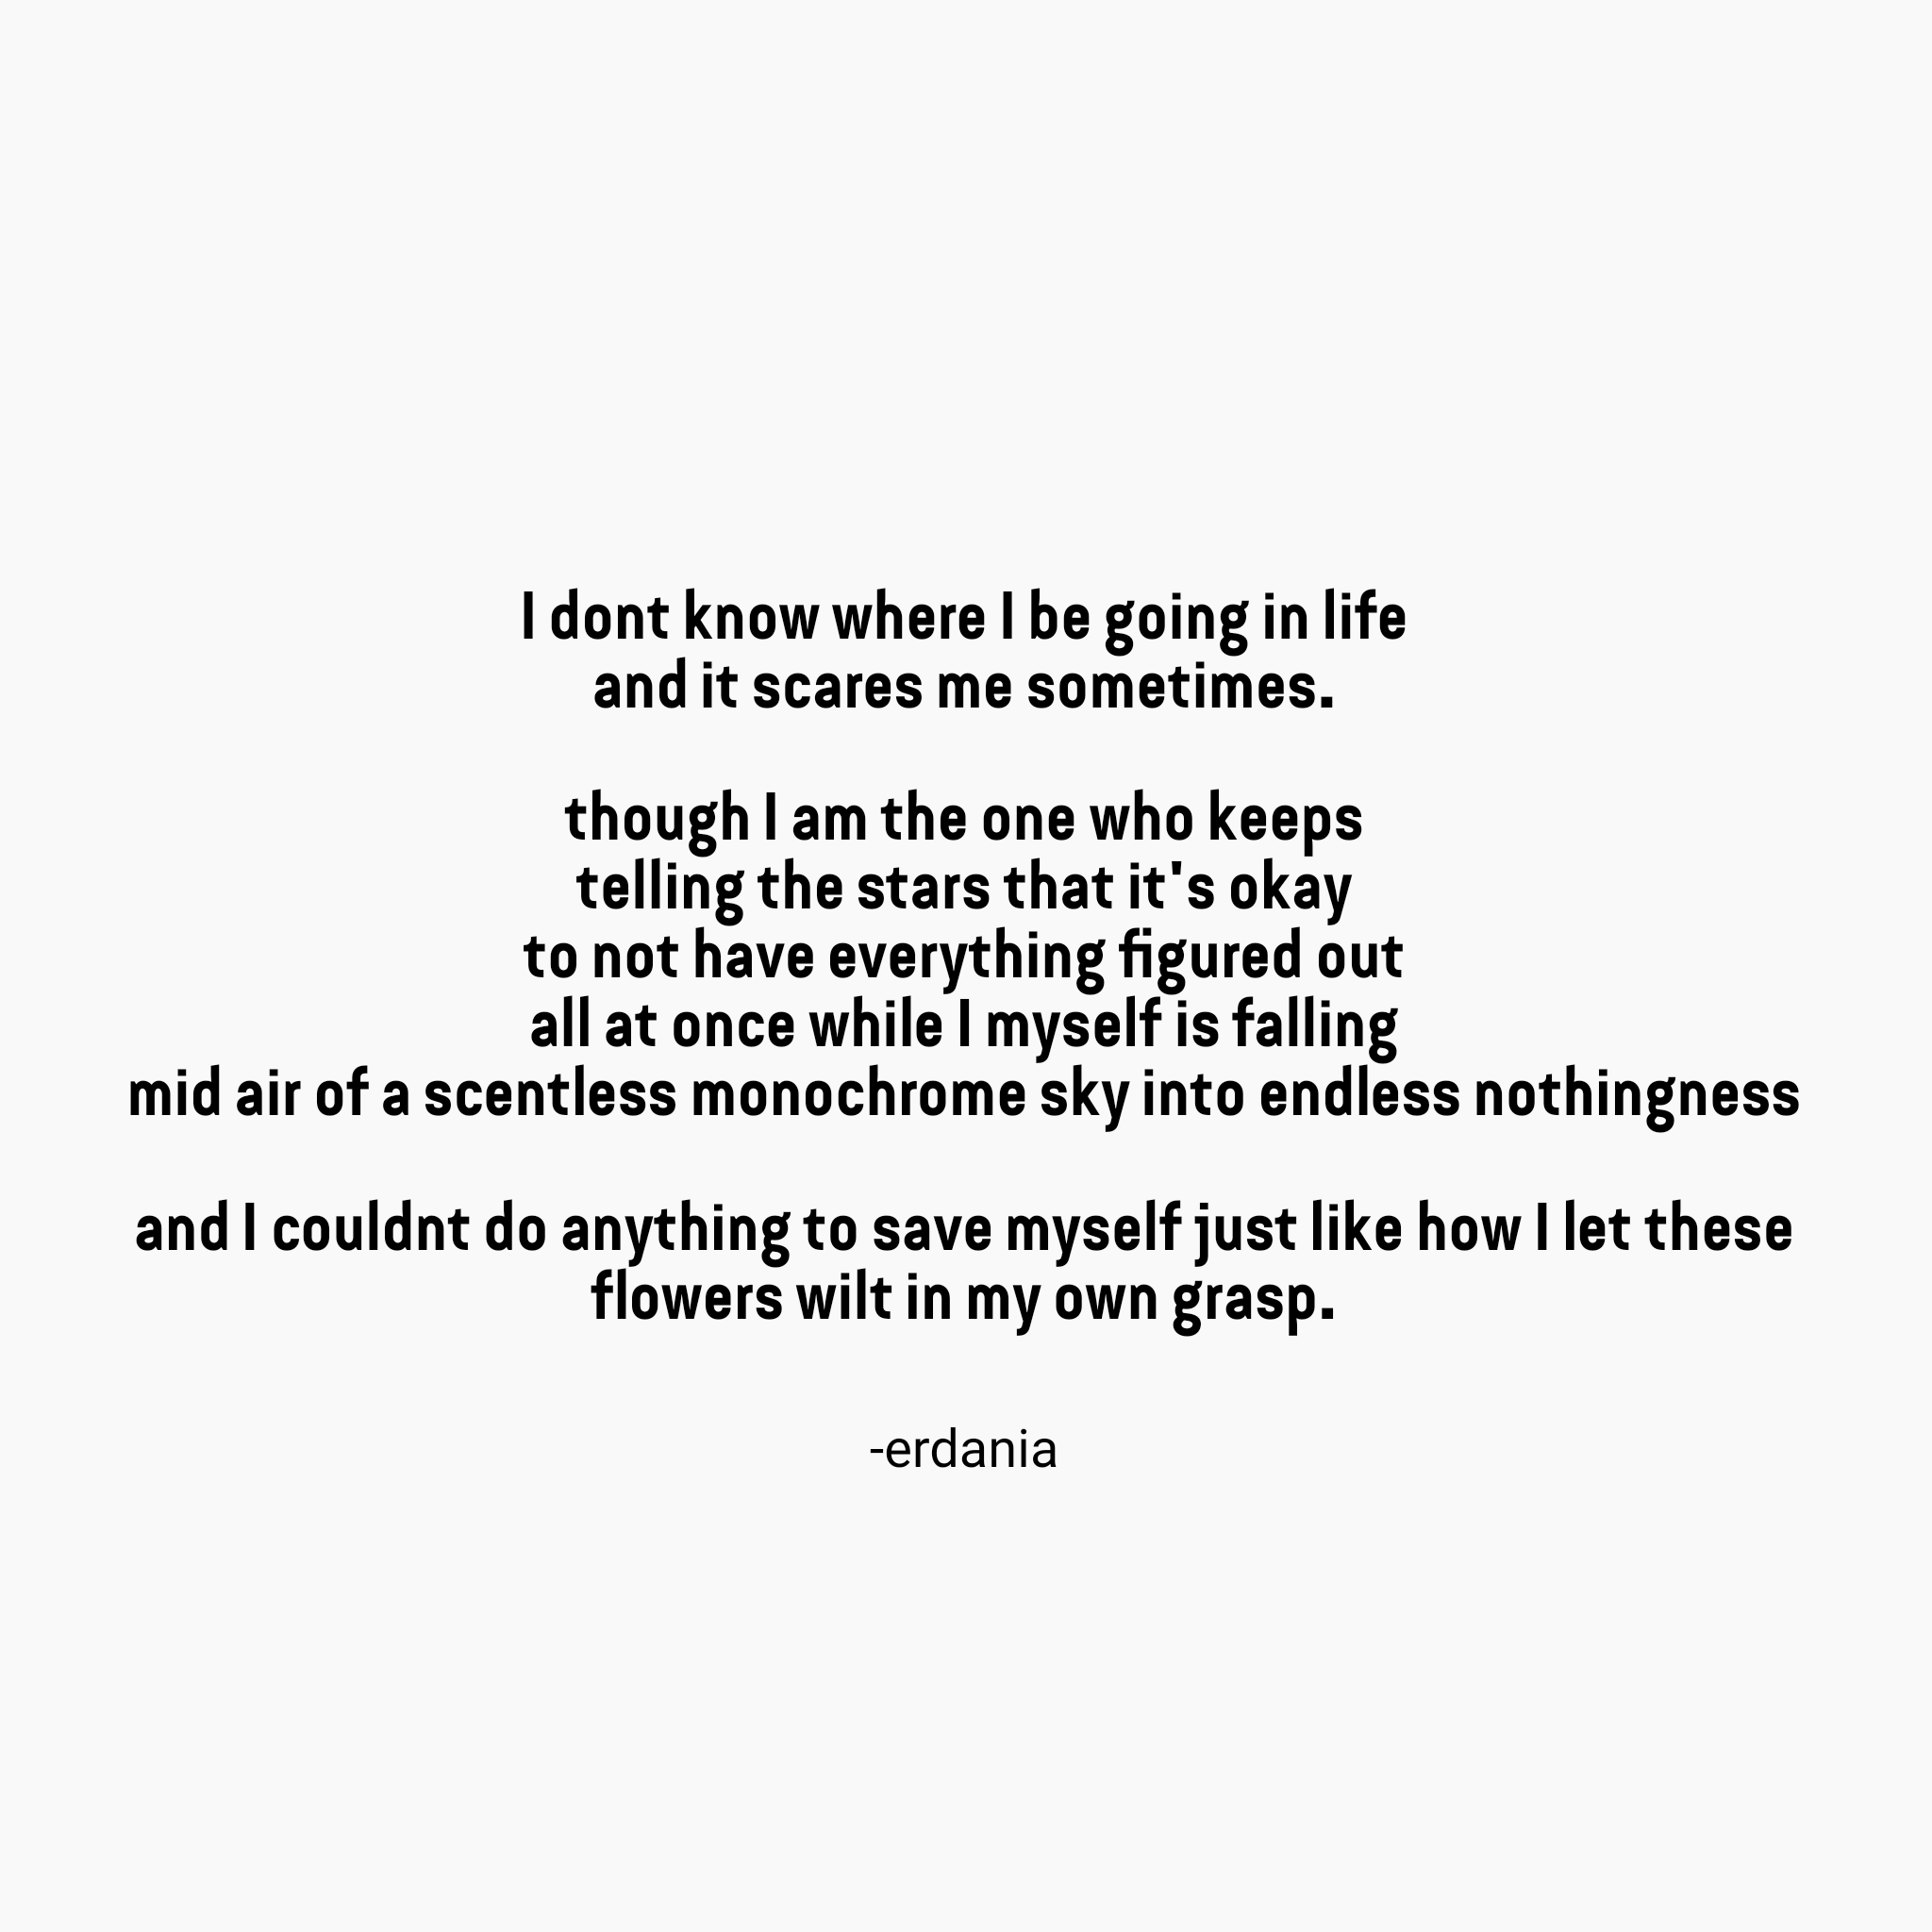 I dont know where I be going in life
and it scares me sometimes.
though I am the one who keeps
telling the stars that it's okay
to not have everything figured out
all at once while I myself is falling
mid air of a scentless monochrome sky into endless nothingness
and I couldnt do anything to save myself just like how I let these
flowers wilt in my own grasp.
-erdania